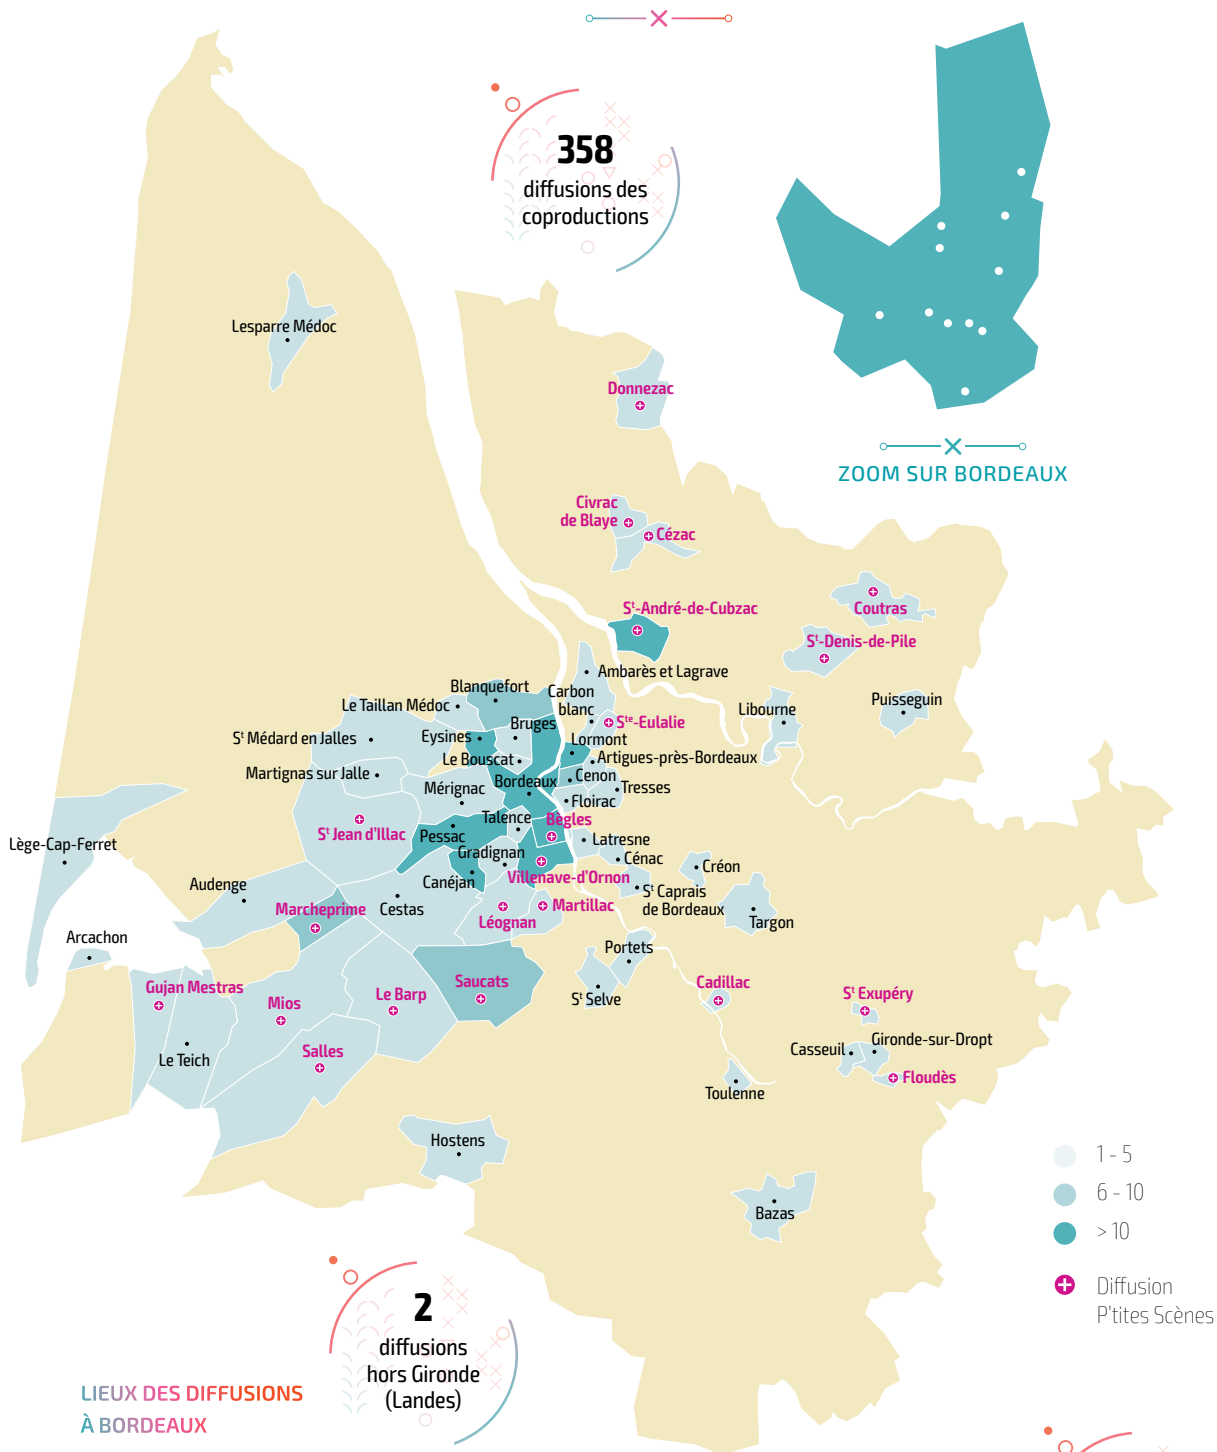 358
diffusions des
coproductions
Lesparre Médoc
Donnezac
ZOOM SUR BORDEAUX
Civrac
de Blaye
Cézac
Sᵗ-André-de-Cubzac
Coutras
Sᵗ-Denis-de-Pile
Ambarès et Lagrave
Blanquefort
Carbon
blanc
Le Taillan Médoc
Libourne
Puisseguin
Sᵗᵉ-Eulalie
Bruges
Sᵗ Médard en Jalles
Eysines
Lormont
Le Bouscat
Artigues-près-Bordeaux
Martignas sur Jalle
Cenon
Bordeaux
Mérignac
Tresses
Floirac
Talence
Bègles
Sᵗ Jean d'Illac
Pessac
Latresne
Lège-Cap-Ferret
Gradignan
Cénac
Créon
Canéjan
Villenave-d'Ornon
Audenge
Sᵗ Caprais
de Bordeaux
Marcheprime
Cestas
Martillac
Léognan
Targon
Arcachon
Portets
Saucats
Cadillac
Gujan Mestras
Le Barp
Sᵗ Exupéry
Mios
Sᵗ Selve
Gironde-sur-Dropt
Casseuil
Salles
Le Teich
Floudès
Toulenne
Hostens
1 - 5
6 - 10
Bazas
> 10
Diffusion
P'tites Scènes
2
diffusions
hors Gironde
(Landes)
LIEUX DES DIFFUSIONS
À BORDEAUX